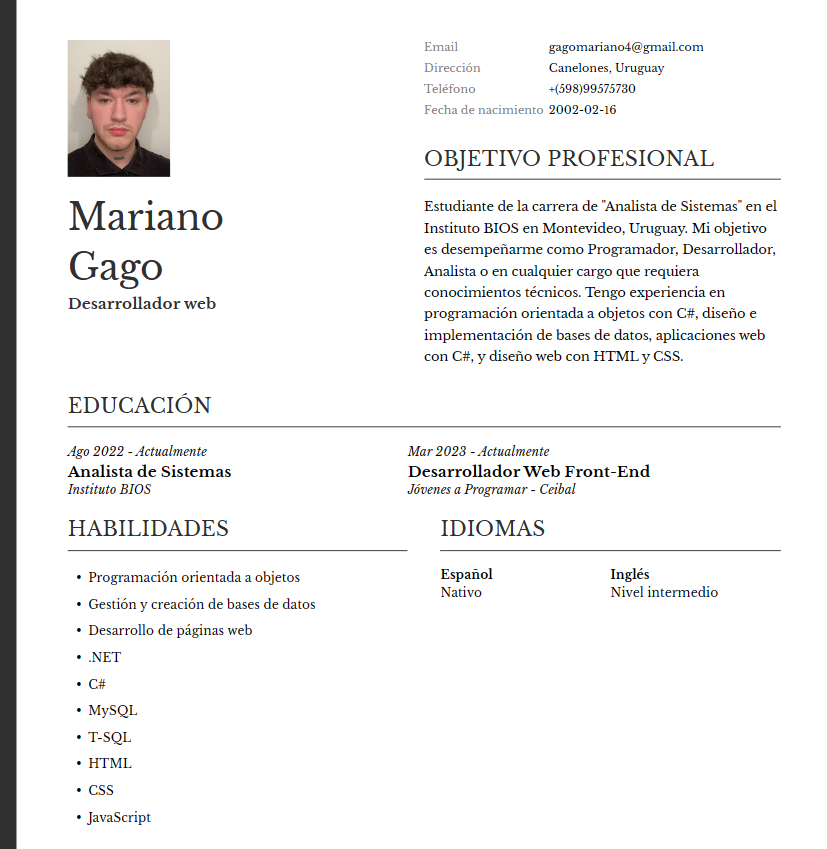 Email gagomariano4@gmail.com
Dirección Canelones, Uruguay
Teléfono +(598)99575730
Fecha de nacimiento 2002-02-16
Mariano
Gago
Desarrollador web
OBJETIVO PROFESIONAL
Estudiante de la carrera de "Analista de Sistemas" en el
Instituto BIOS en Montevideo, Uruguay. Mi objetivo
es desempeñarme como Programador, Desarrollador,
Analista o en cualquier cargo que requiera
conocimientos técnicos. Tengo experiencia en
programación orientada a objetos con C#, diseño e
implementación de bases de datos, aplicaciones web
con C#, y diseño web con HTML y CSS.
EDUCACIÓN
Ago 2022 - Actualmente
Analista de Sistemas
Instituto BIOS
Mar 2023 - Actualmente
Desarrollador Web Front-End
Jóvenes a Programar - Ceibal
HABILIDADES
• Programación orientada a objetos
• Gestión y creación de bases de datos
• Desarrollo de páginas web
• .NET
• C#
• MySQL
• T-SQL
• HTML
• CSS
• JavaScript
IDIOMAS
Español
Nativo
Inglés
Nivel intermedio